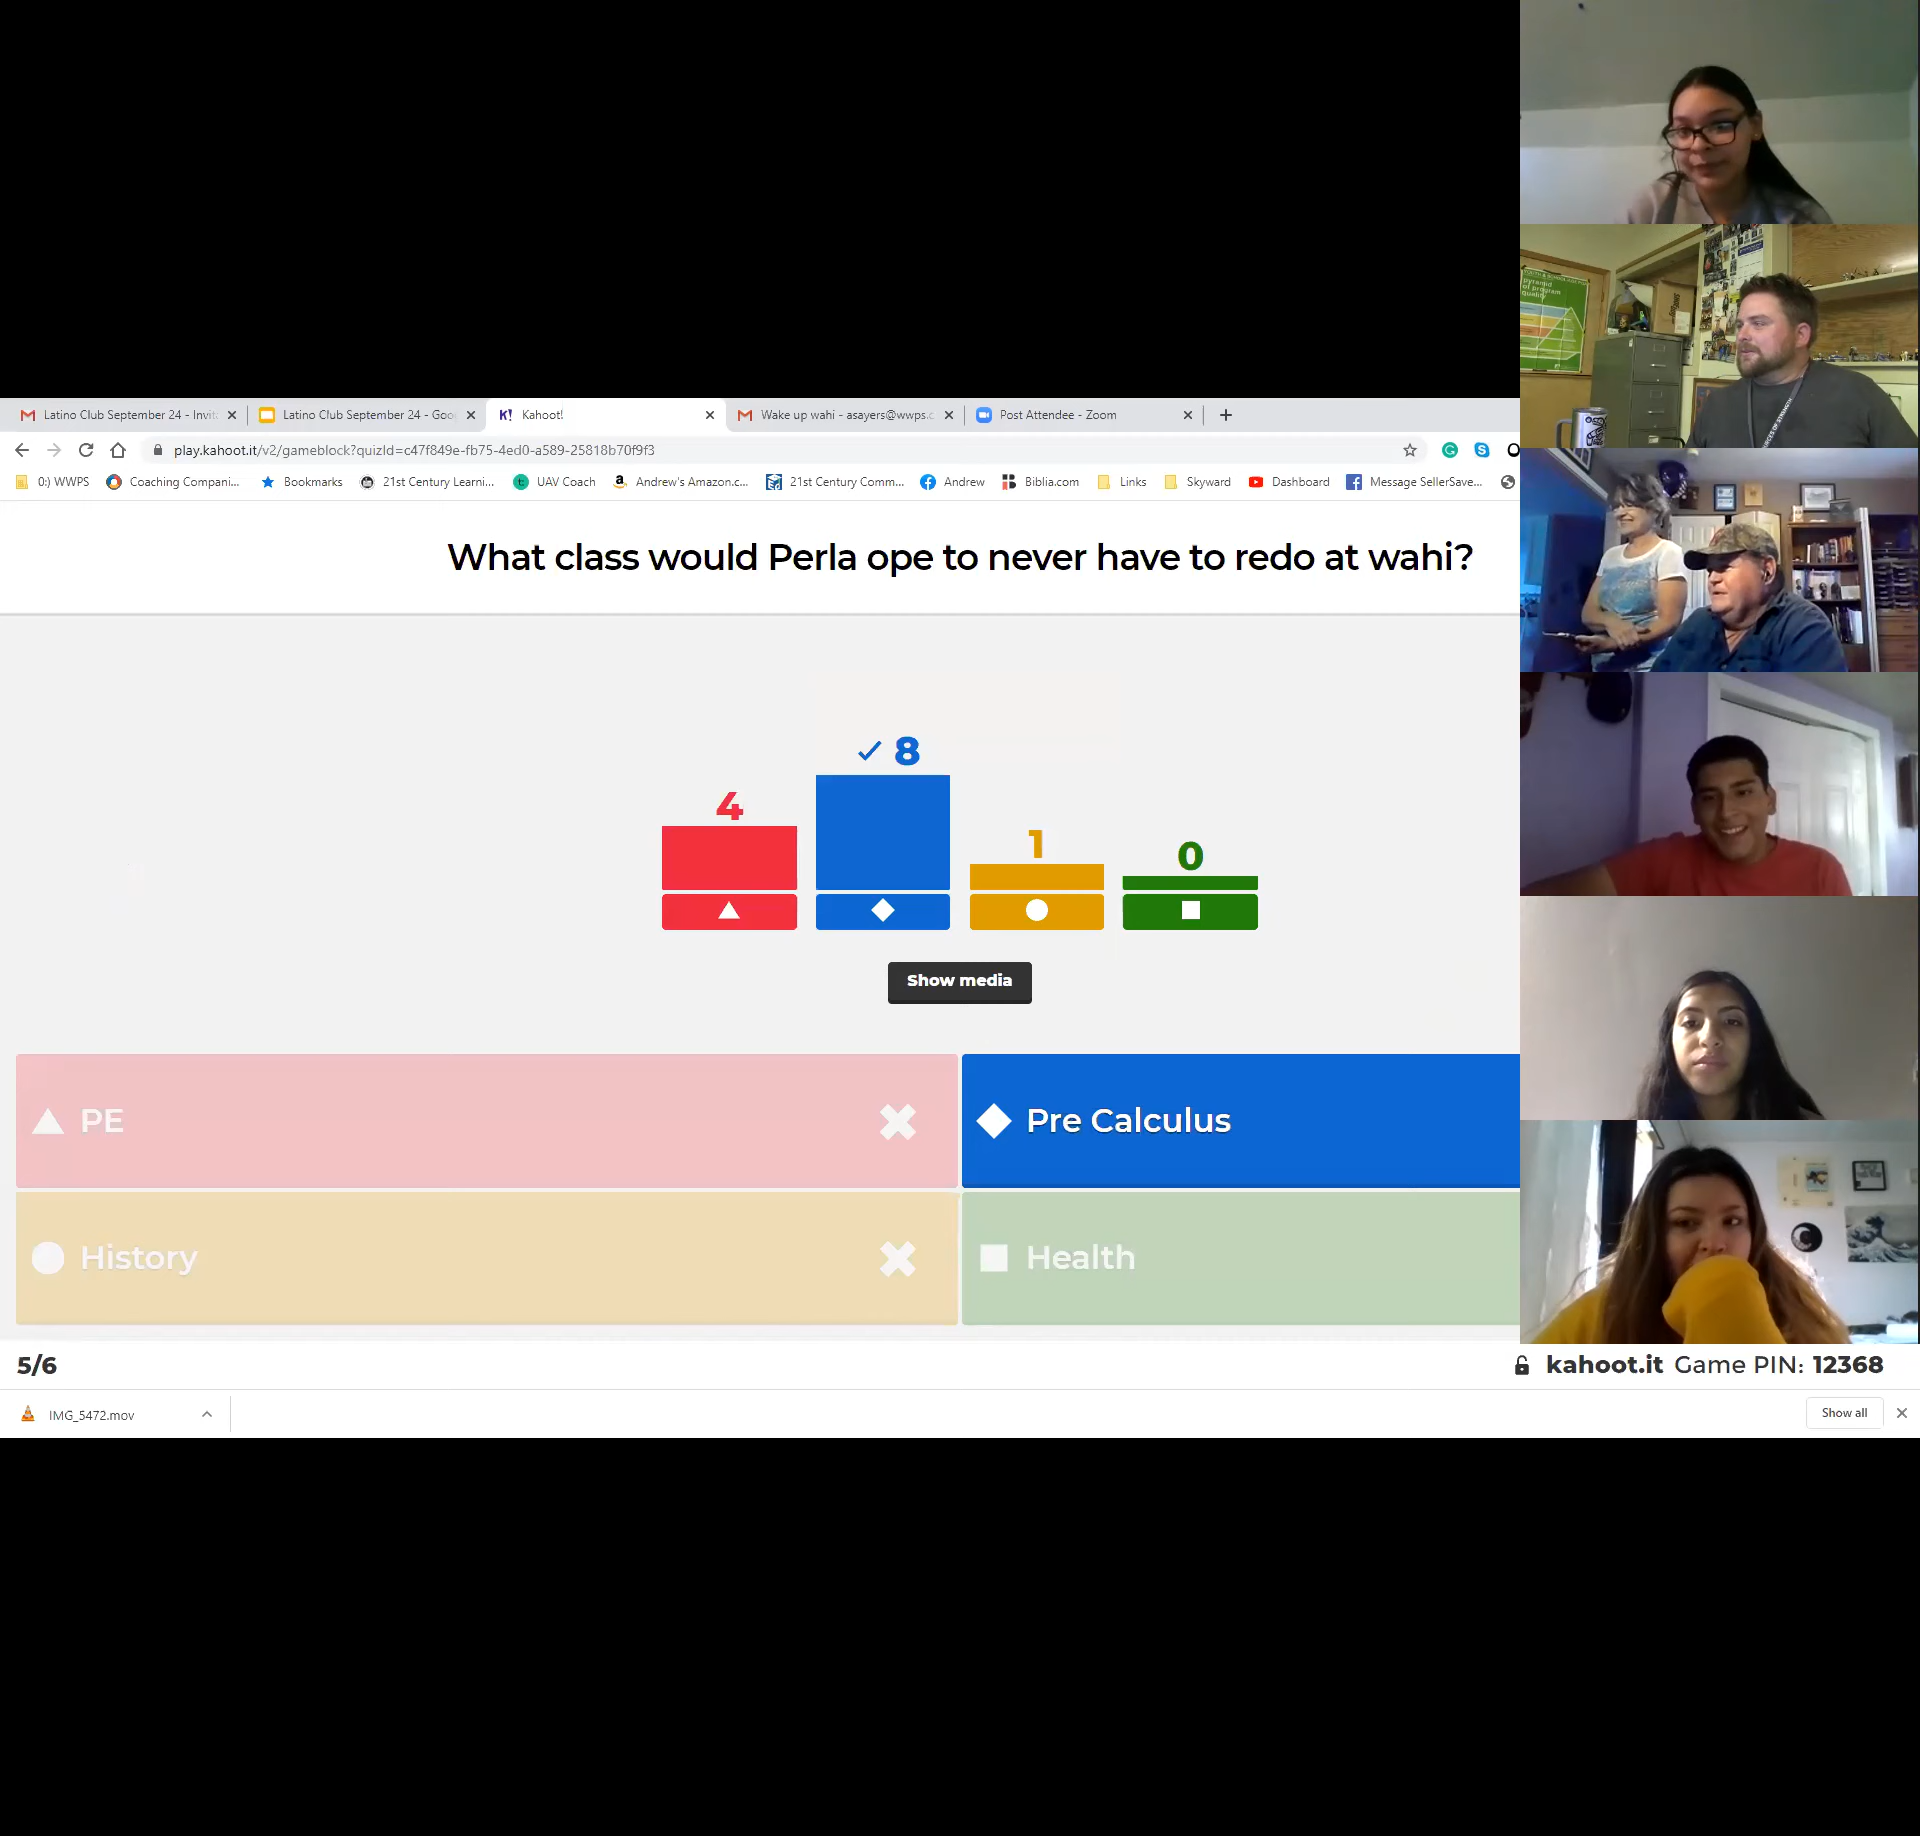 Latino Club September 24 - Invit
Latino Club September 24 - Goo
K! Kahoot!
Wake up wahi - asayers@wwps.c
Post Attendee - Zoom
play.kahoot.it/v2/gameblock?quizId=c47f849e-fb75-4ed0-a589-25818b70f9f3
0:) WWPS Coaching Compani... Bookmarks 21st Century Learni... UAV Coach Andrew's Amazon.c... 21st Century Comm... Andrew Biblia.com Links Skyward Dashboard Message SellerSave...
What class would Perla ope to never have to redo at wahi?
4
8
1
0
Show media
PE
Pre Calculus
History
Health
5/6
kahoot.it Game PIN: 12368
IMG_5472.mov
Show all
pyramid
of program
quality